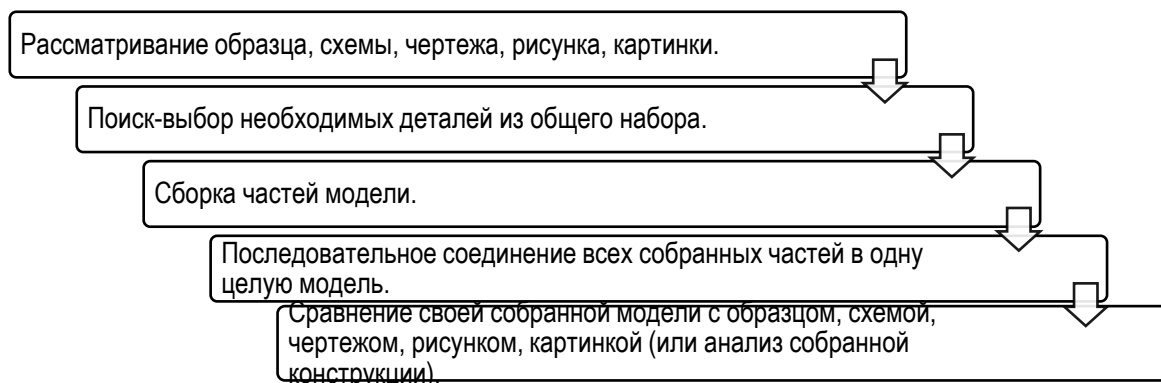 Рассматривание образца, схемы, чертежа, рисунка, картинки.
Поиск-выбор необходимых деталей из общего набора.
Сборка частей модели.
Последовательное соединение всех собранных частей в одну
целую модель.
Сравнение своей собранной модели с образцом, схемой,
чертежом, рисунком, картинкой (или анализ собранной
конструкции).